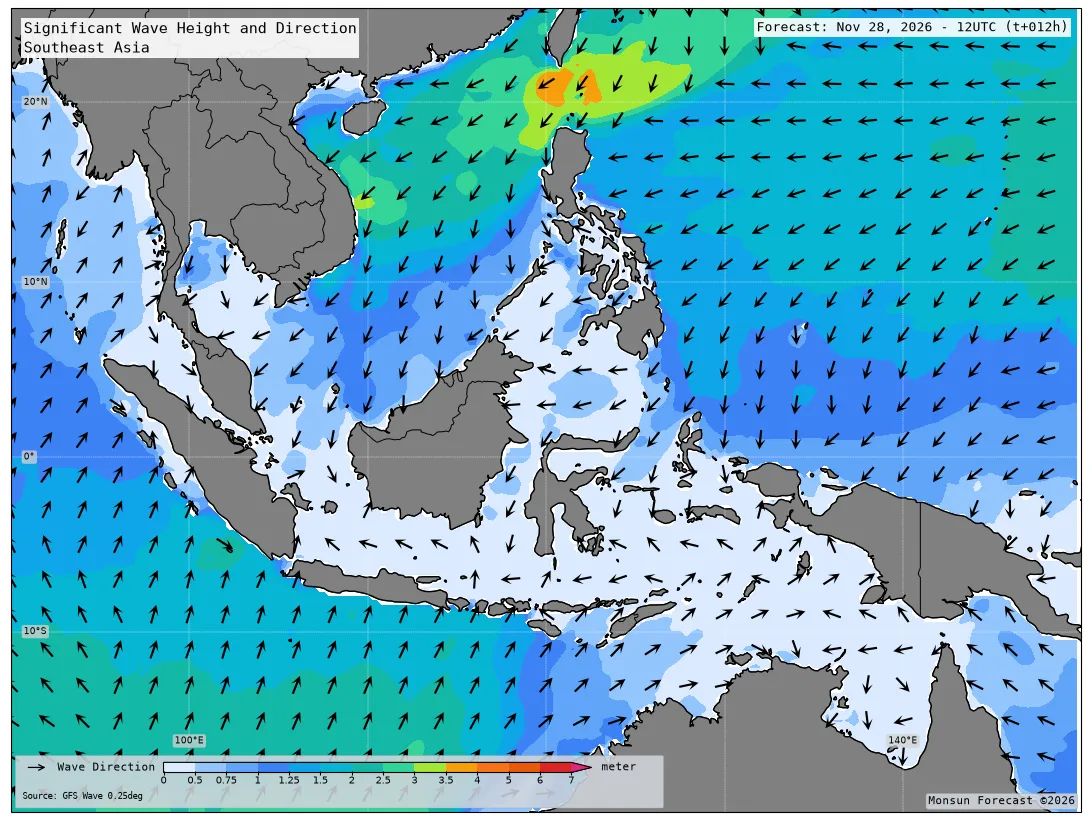 Significant Wave Height and Direction
Southeast Asia
Forecast: Nov 28, 2026 - 12UTC (t+012h)
20°N
10°N
0°
10°S
100°E
140°E
Wave Direction
meter
0 0.5 0.75 1 1.25 1.5 2 2.5 3 3.5 4 5 6 7
Source: GFS Wave 0.25deg
Monsun Forecast ©2026